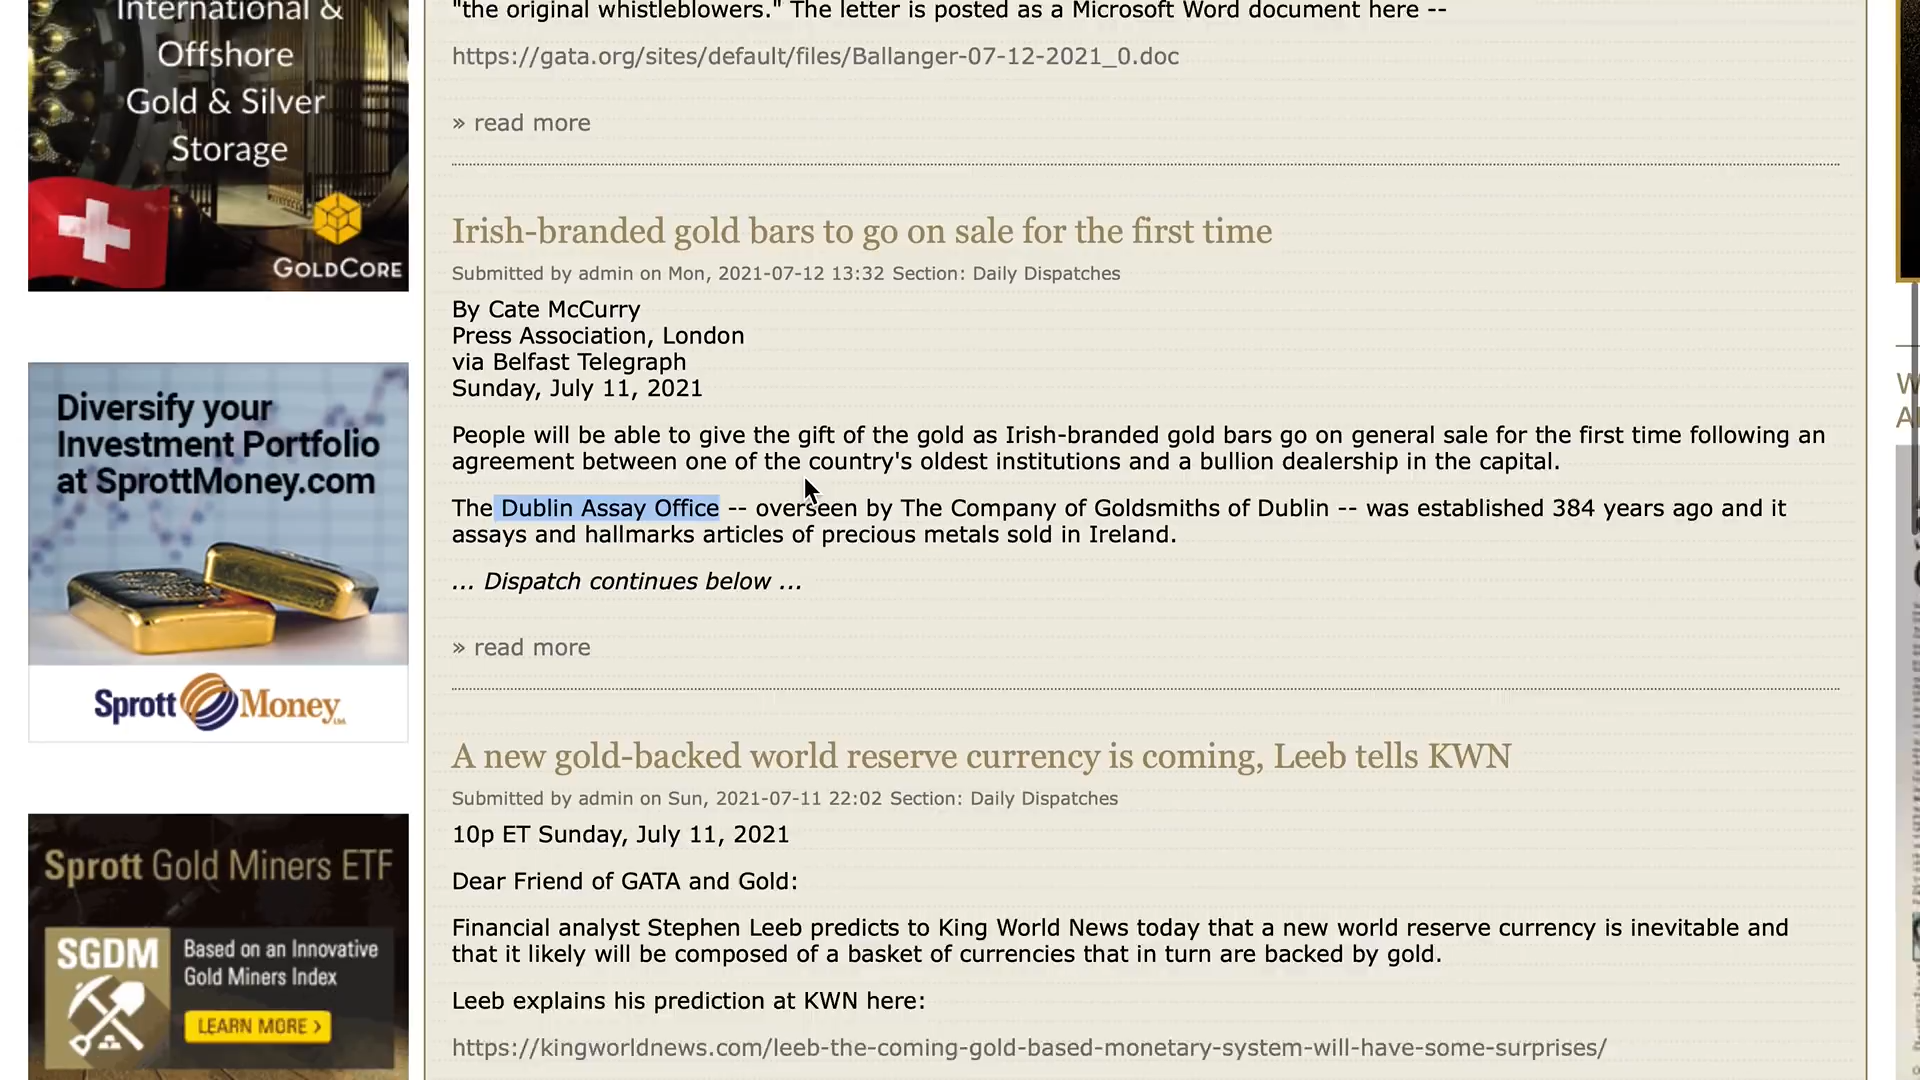 International &
Offshore
Gold & Silver
Storage
GOLDCORE
Diversify your
Investment Portfolio
at SprottMoney.com
Sprott Money Ltd.
Sprott Gold Miners ETF
SGDM
Based on an Innovative
Gold Miners Index
LEARN MORE >
"the original whistleblowers." The letter is posted as a Microsoft Word document here --
https://gata.org/sites/default/files/Ballanger-07-12-2021_0.doc
» read more
Irish-branded gold bars to go on sale for the first time
Submitted by admin on Mon, 2021-07-12 13:32 Section: Daily Dispatches
By Cate McCurry
Press Association, London
via Belfast Telegraph
Sunday, July 11, 2021
People will be able to give the gift of the gold as Irish-branded gold bars go on general sale for the first time following an
agreement between one of the country's oldest institutions and a bullion dealership in the capital.
The Dublin Assay Office -- overseen by The Company of Goldsmiths of Dublin -- was established 384 years ago and it
assays and hallmarks articles of precious metals sold in Ireland.
... Dispatch continues below ...
» read more
A new gold-backed world reserve currency is coming, Leeb tells KWN
Submitted by admin on Sun, 2021-07-11 22:02 Section: Daily Dispatches
10p ET Sunday, July 11, 2021
Dear Friend of GATA and Gold:
Financial analyst Stephen Leeb predicts to King World News today that a new world reserve currency is inevitable and
that it likely will be composed of a basket of currencies that in turn are backed by gold.
Leeb explains his prediction at KWN here:
https://kingworldnews.com/leeb-the-coming-gold-based-monetary-system-will-have-some-surprises/